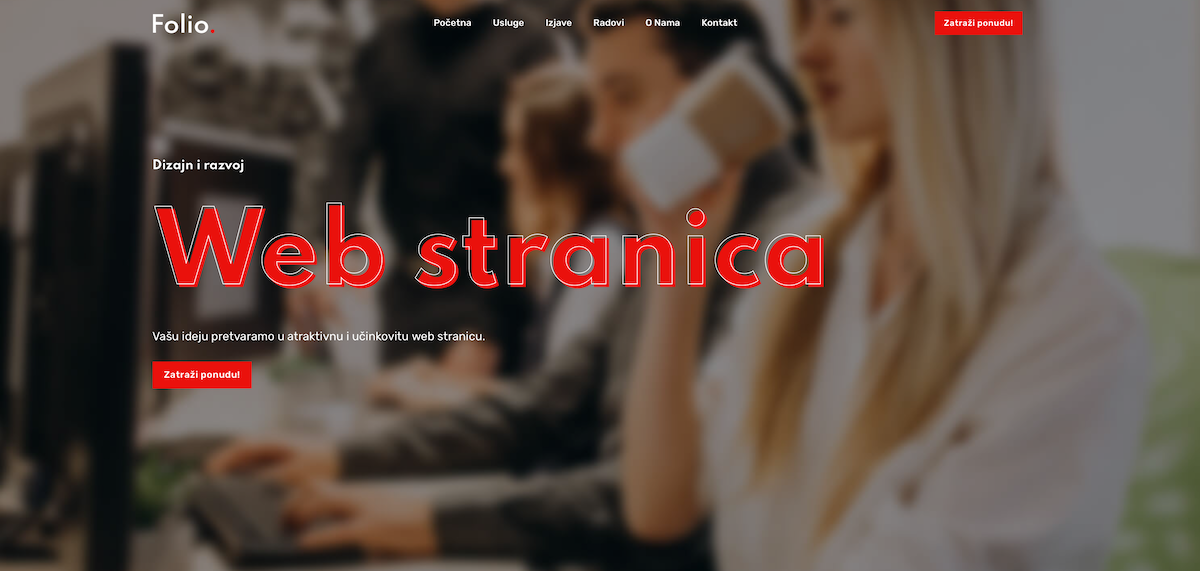 Folio.
Početna Usluge Izjave Radovi O Nama Kontakt
Zatraži ponudu!
Dizajn i razvoj
Web stranica
Vašu ideju pretvaramo u atraktivnu i učinkovitu web stranicu.
Zatraži ponudu!